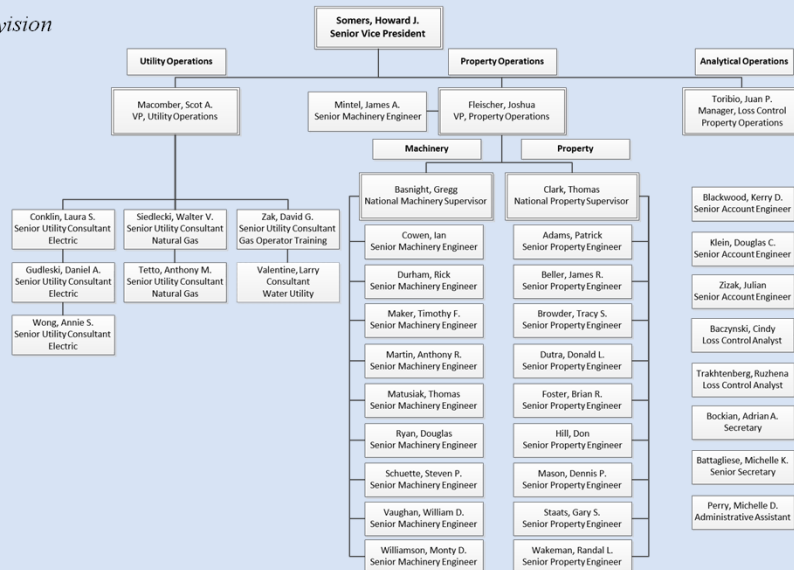 Somers, Howard J.
Senior Vice President
Utility Operations
Property Operations
Analytical Operations
Macomber, Scot A.
VP, Utility Operations
Mintel, James A.
Senior Machinery Engineer
Fleischer, Joshua
VP, Property Operations
Toribio, Juan P.
Manager, Loss Control
Property Operations
Machinery
Property
Conklin, Laura S.
Senior Utility Consultant
Electric
Gudleski, Daniel A.
Senior Utility Consultant
Electric
Wong, Annie S.
Senior Utility Consultant
Electric
Siedlecki, Walter V.
Senior Utility Consultant
Natural Gas
Tetto, Anthony M.
Senior Utility Consultant
Natural Gas
Zak, David G.
Senior Utility Consultant
Gas Operator Training
Valentine, Larry
Consultant
Water Utility
Basnight, Gregg
National Machinery Supervisor
Cowen, Ian
Senior Machinery Engineer
Durham, Rick
Senior Machinery Engineer
Maker, Timothy F.
Senior Machinery Engineer
Martin, Anthony R.
Senior Machinery Engineer
Matusiak, Thomas
Senior Machinery Engineer
Ryan, Douglas
Senior Machinery Engineer
Schuette, Steven P.
Senior Machinery Engineer
Vaughan, William D.
Senior Machinery Engineer
Williamson, Monty D.
Senior Machinery Engineer
Clark, Thomas
National Property Supervisor
Adams, Patrick
Senior Property Engineer
Beller, James R.
Senior Property Engineer
Browder, Tracy S.
Senior Property Engineer
Dutra, Donald L.
Senior Property Engineer
Foster, Brian R.
Senior Property Engineer
Hill, Don
Senior Property Engineer
Mason, Dennis P.
Senior Property Engineer
Staats, Gary S.
Senior Property Engineer
Wakeman, Randal L.
Senior Property Engineer
Blackwood, Kerry D.
Senior Account Engineer
Klein, Douglas C.
Senior Account Engineer
Zizak, Julian
Senior Account Engineer
Baczynski, Cindy
Loss Control Analyst
Trakhtenberg, Ruzhena
Loss Control Analyst
Bockian, Adrian A.
Secretary
Battagliese, Michelle K.
Senior Secretary
Perry, Michelle D.
Administrative Assistant